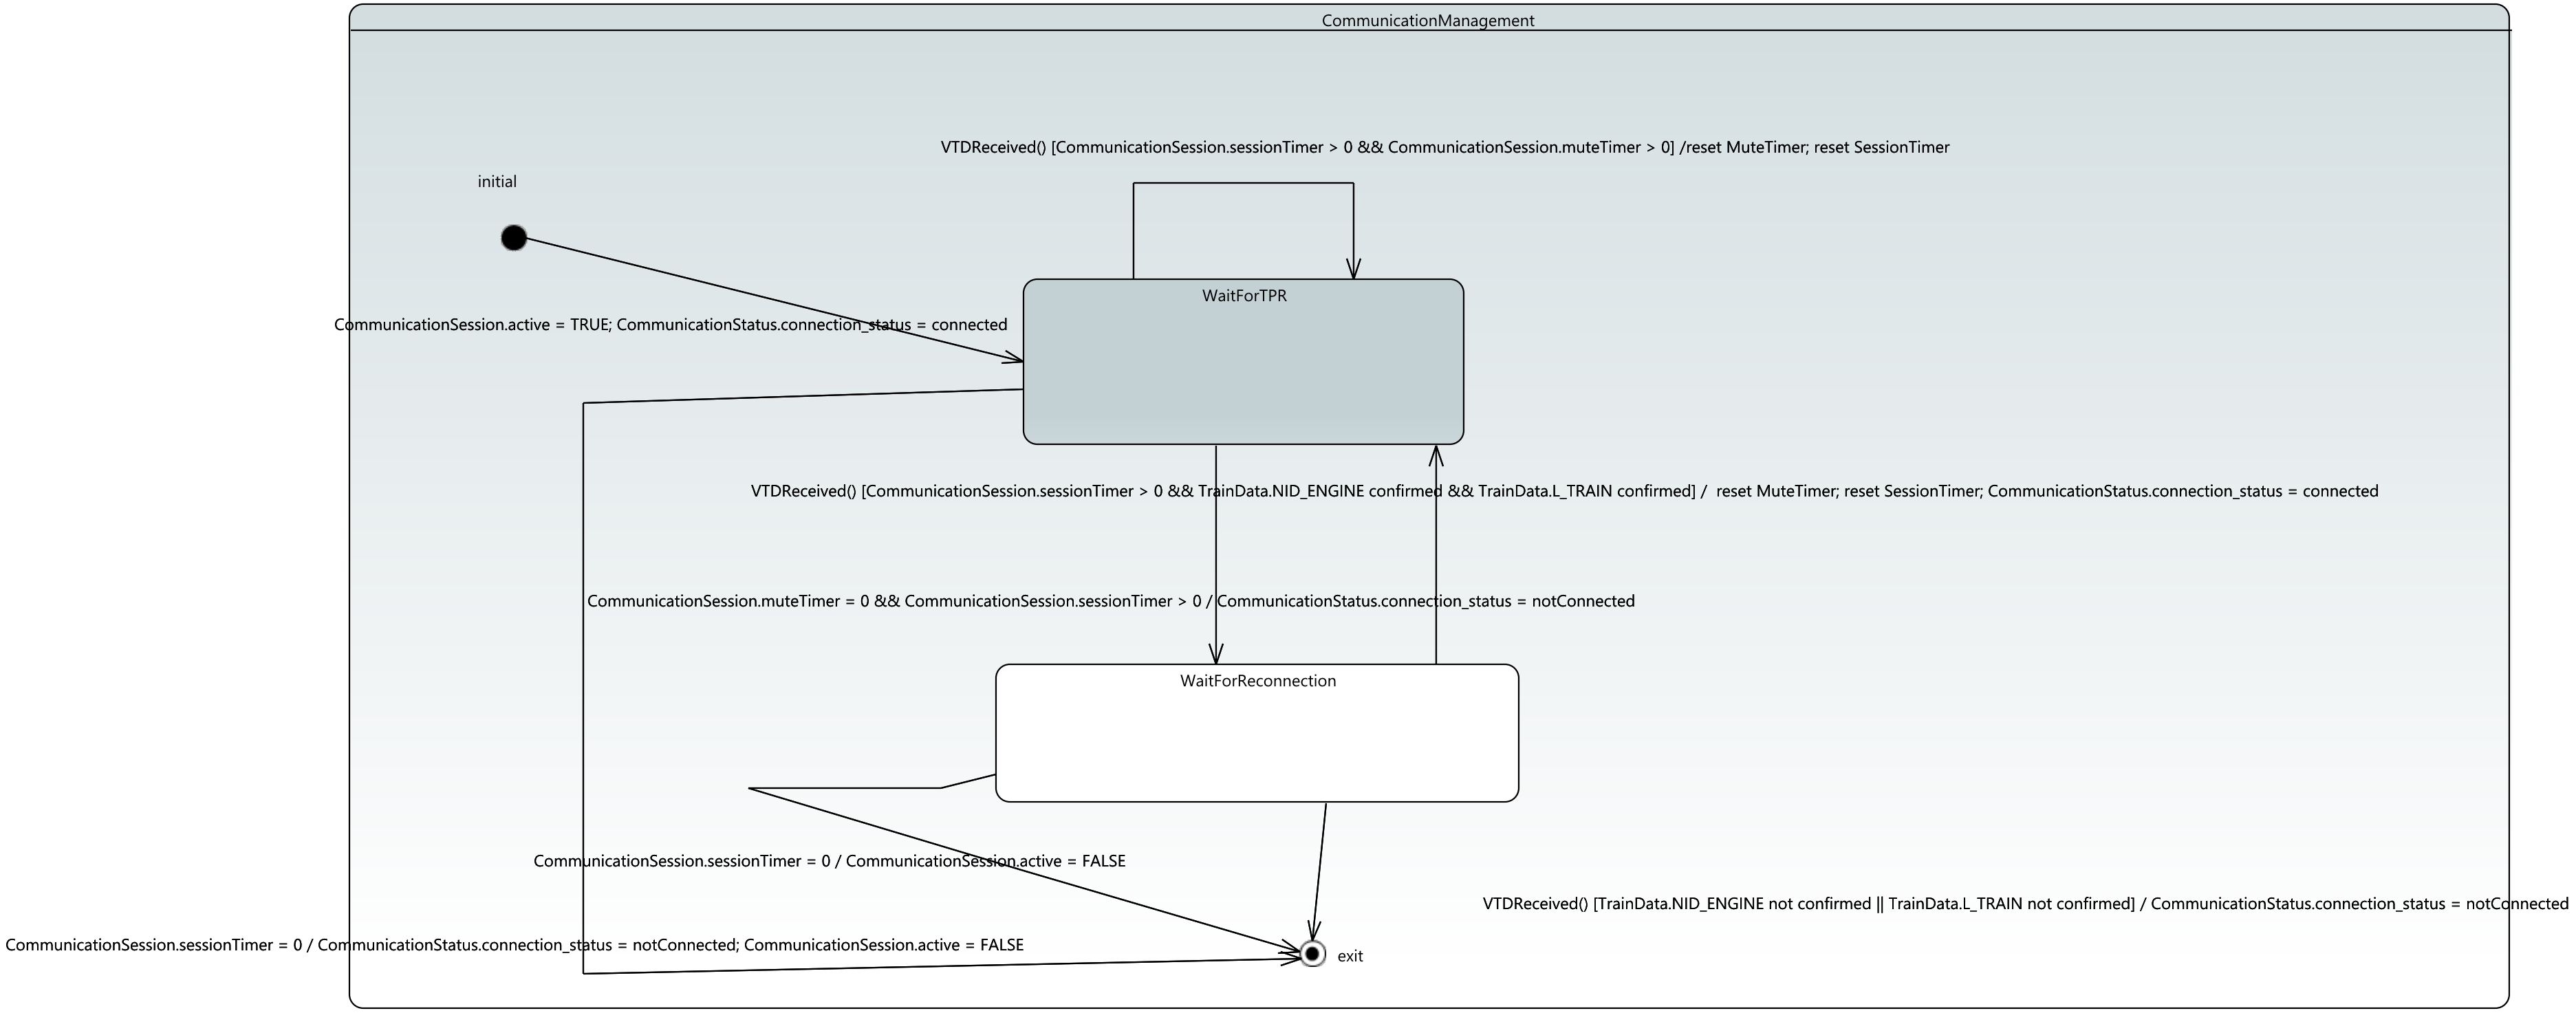 CommunicationManagement
VTDReceived() [CommunicationSession.sessionTimer > 0 && CommunicationSession.muteTimer > 0] /reset MuteTimer; reset SessionTimer
initial
WaitForTPR
CommunicationSession.active = TRUE; CommunicationStatus.connection_status = connected
VTDReceived() [CommunicationSession.sessionTimer > 0 && TrainData.NID_ENGINE confirmed && TrainData.L_TRAIN confirmed] /  reset MuteTimer; reset SessionTimer; CommunicationStatus.connection_status = connected
CommunicationSession.muteTimer = 0 && CommunicationSession.sessionTimer > 0 / CommunicationStatus.connection_status = notConnected
WaitForReconnection
CommunicationSession.sessionTimer = 0 / CommunicationSession.active = FALSE
VTDReceived() [TrainData.NID_ENGINE not confirmed || TrainData.L_TRAIN not confirmed] / CommunicationStatus.connection_status = notConnected
CommunicationSession.sessionTimer = 0 / CommunicationStatus.connection_status = notConnected; CommunicationSession.active = FALSE
exit